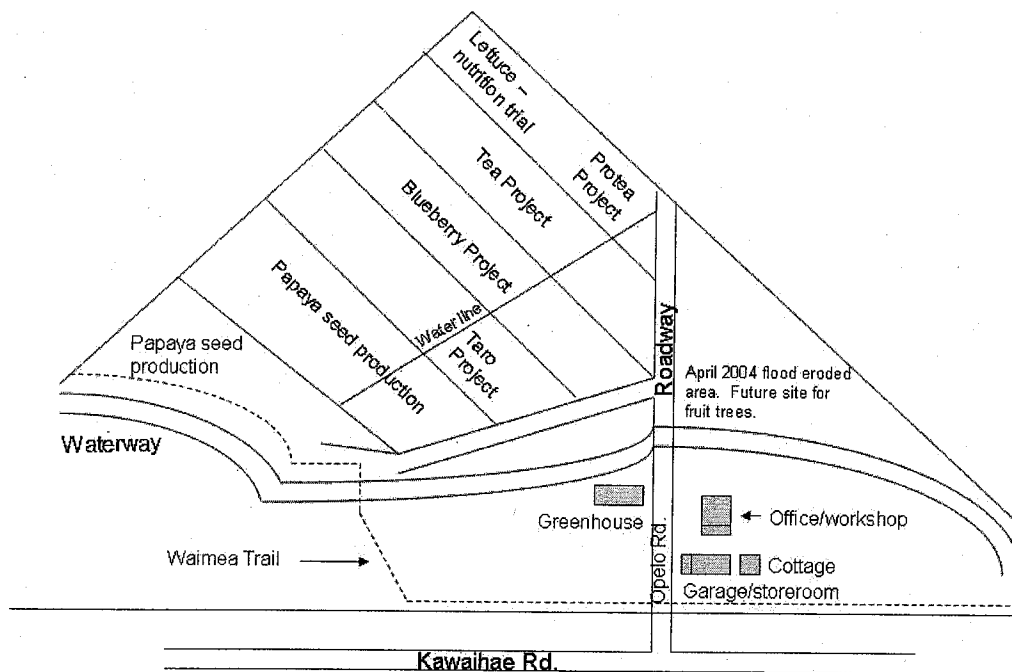 Lettuce –
nutrition trial
Protea
Project
Tea Project
Blueberry Project
Water line
Papaya seed production
Taro
Project
Papaya seed
production
Roadway
April 2004 flood eroded
area. Future site for
fruit trees.
Waterway
Greenhouse
Office/workshop
Waimea Trail
Opelo Rd.
Cottage
Garage/storeroom
Kawaihae Rd.